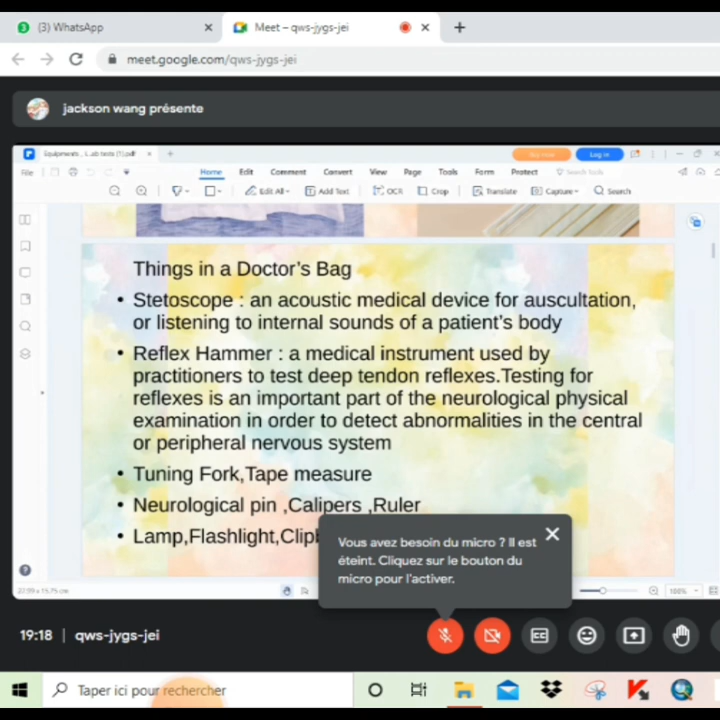 (3) WhatsApp
Meet – qws-jygs-jei
meet.google.com/qws-jygs-jei
jackson wang présente
Log in
File Home Edit Comment Convert View Page Tools Form Protect Search Tools
Edit All Add Text OCR Crop Translate Capture Search
Things in a Doctor's Bag
• Stetoscope : an acoustic medical device for auscultation,
or listening to internal sounds of a patient's body
• Reflex Hammer : a medical instrument used by
practitioners to test deep tendon reflexes.Testing for
reflexes is an important part of the neurological physical
examination in order to detect abnormalities in the central
or peripheral nervous system
• Tuning Fork,Tape measure
• Neurological pin ,Calipers ,Ruler
• Lamp,Flashlight,Clip
Vous avez besoin du micro ? Il est
éteint. Cliquez sur le bouton du
micro pour l'activer.
100%
19:18 | qws-jygs-jei
Taper ici pour rechercher